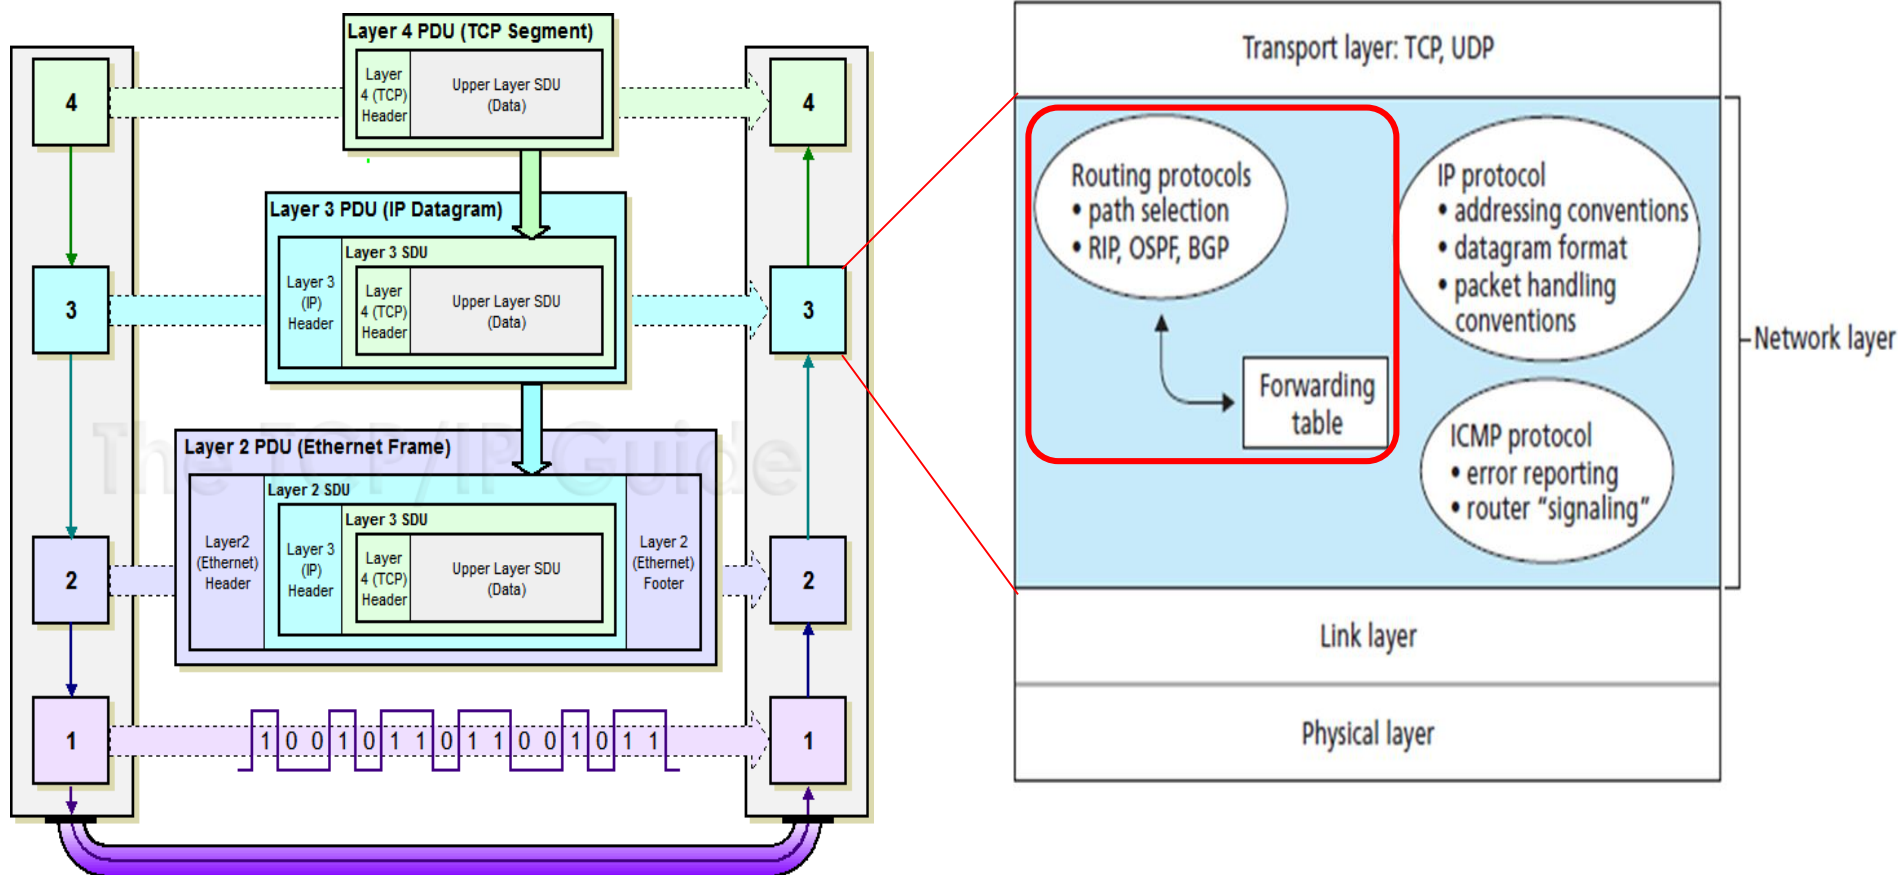 Layer 4 PDU (TCP Segment)
Layer
4 (TCP)
Header
Upper Layer SDU
(Data)
4
4
Layer 3 PDU (IP Datagram)
Layer 3 SDU
Layer 3
(IP)
Header
Layer
4 (TCP)
Header
Upper Layer SDU
(Data)
3
3
The TCP/IP Guide
Layer 2 PDU (Ethernet Frame)
Layer 2 SDU
Layer 3 SDU
Layer2
(Ethernet)
Header
Layer 3
(IP)
Header
Layer
4 (TCP)
Header
Upper Layer SDU
(Data)
Layer 2
(Ethernet)
Footer
2
2
1
1 0 0 1 0 1 1 0 1 1 0 0 1 0 1 1
1
Transport layer: TCP, UDP
Routing protocols
• path selection
• RIP, OSPF, BGP
Forwarding
table
IP protocol
• addressing conventions
• datagram format
• packet handling
conventions
ICMP protocol
• error reporting
• router “signaling”
Network layer
Link layer
Physical layer